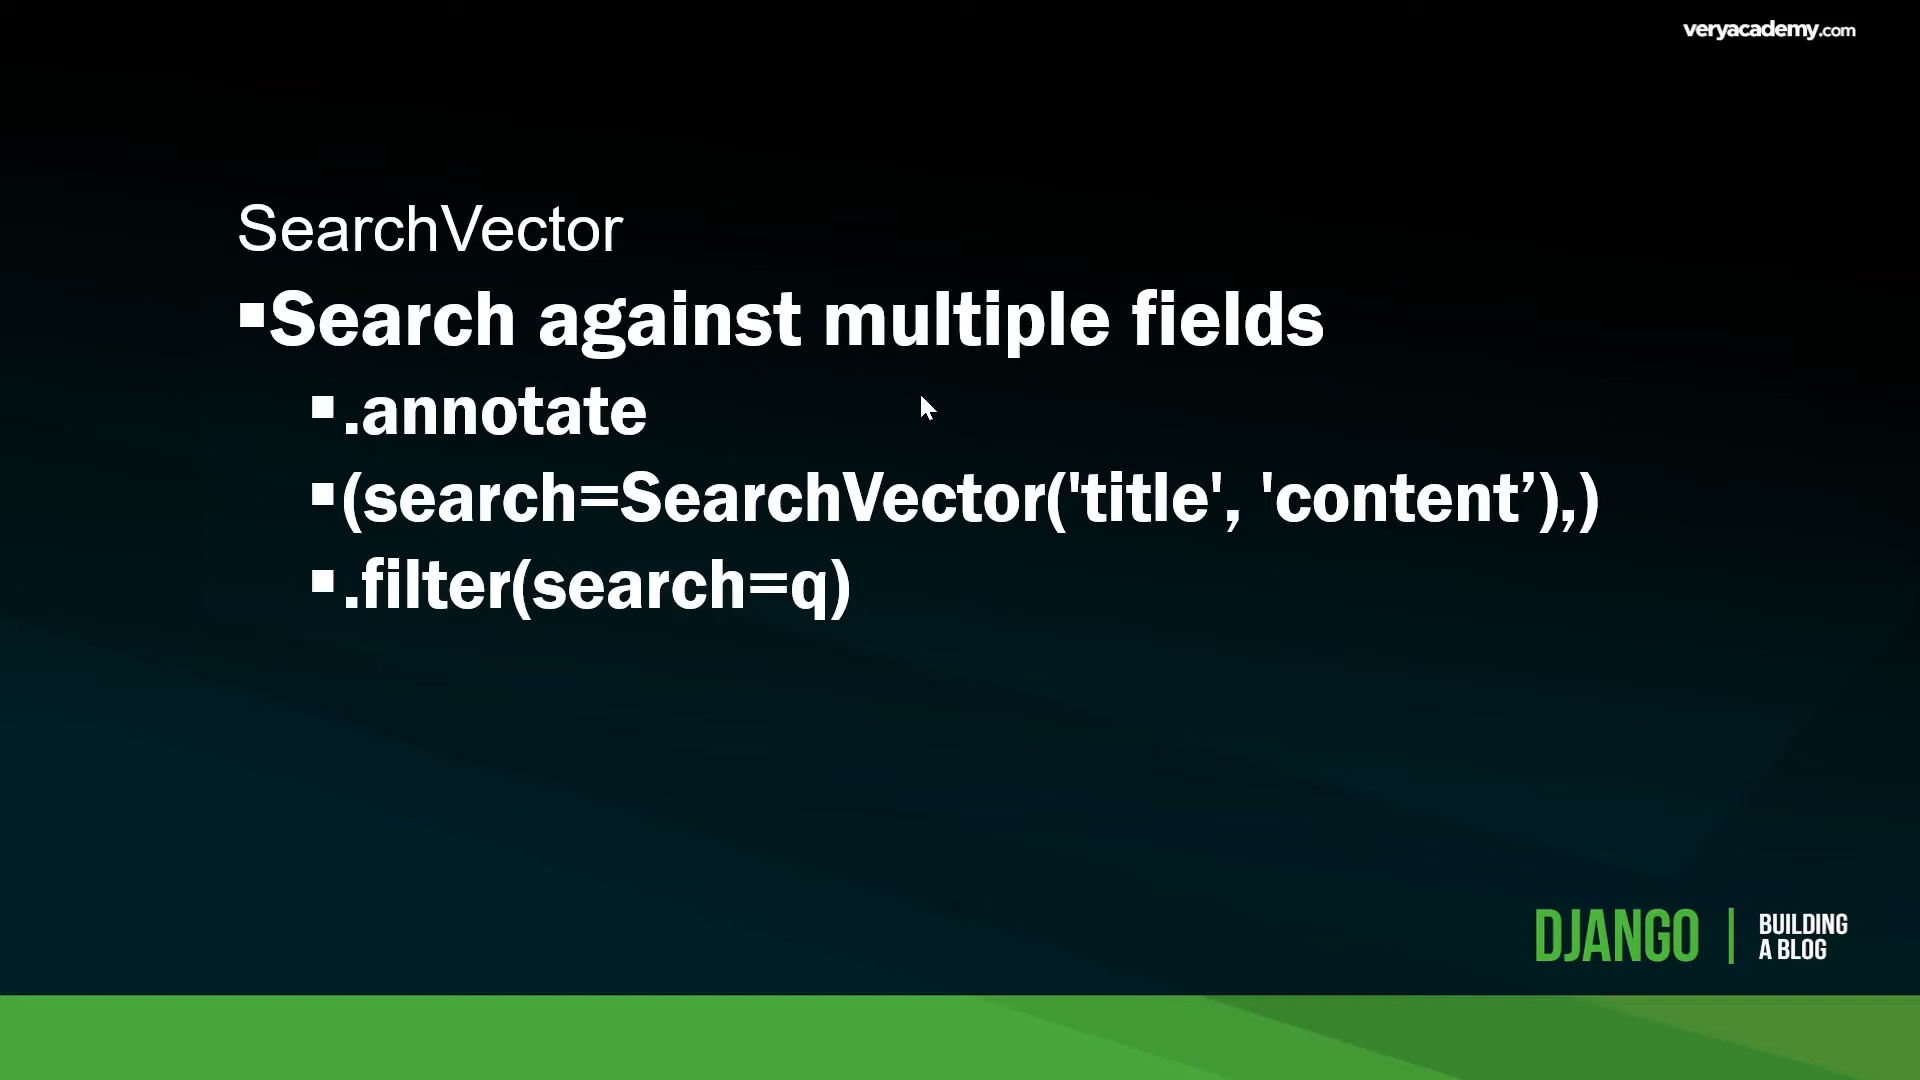 veryacademy.com
SearchVector
▪Search against multiple fields
▪.annotate
▪(search=SearchVector('title', 'content’),)
▪.filter(search=q)
DJANGO | BUILDING
A BLOG